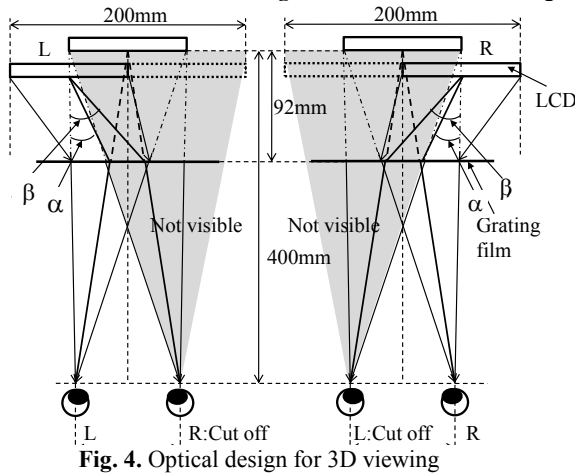 200mm
200mm
L
R
LCD
92mm
β
α
β
α
Grating
film
Not visible
Not visible
400mm
L
R:Cut off
L:Cut off
R
Fig. 4. Optical design for 3D viewing